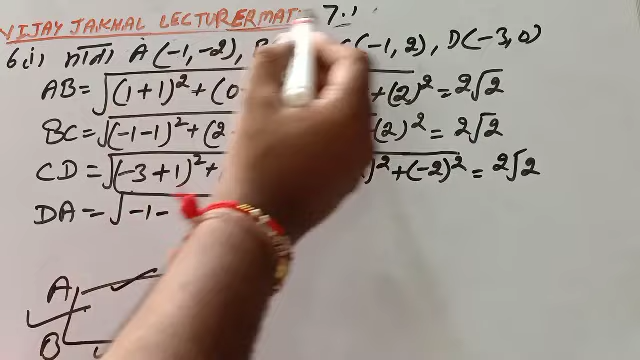 VIJAY JAKHAL LECTURER MAT 7.1
6(i) A(-1,-2), (-1, 2), D(-3, 0)
AB=√(1+1)²+(0 +(2)²=2√2
BC=√(-1-1)²+(2- (2)²=2√2
CD=√(-3+1)²+ )²+(-2)²=2√2
DA=√-1-
A
B